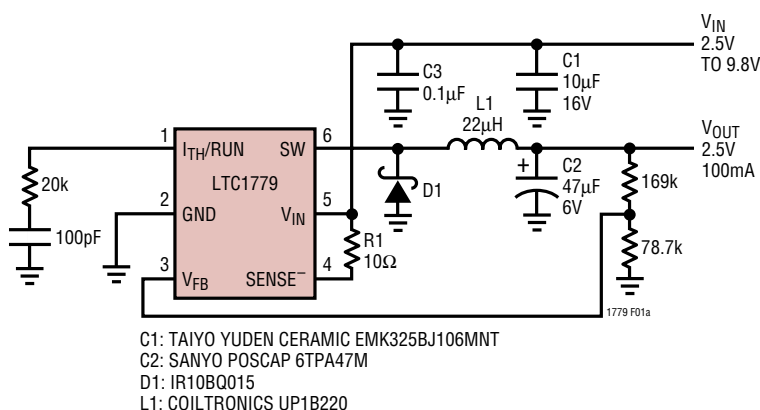 VIN
2.5V
TO 9.8V
C3
0.1µF
C1
10µF
16V
L1
22µH
VOUT
2.5V
100mA
1
ITH/RUN
SW
6
LTC1779
20k
100pF
2
GND
VIN
5
3
VFB
SENSE–
4
R1
10Ω
D1
+
C2
47µF
6V
169k
78.7k
1779 F01a
C1: TAIYO YUDEN CERAMIC EMK325BJ106MNT
C2: SANYO POSCAP 6TPA47M
D1: IR10BQ015
L1: COILTRONICS UP1B220